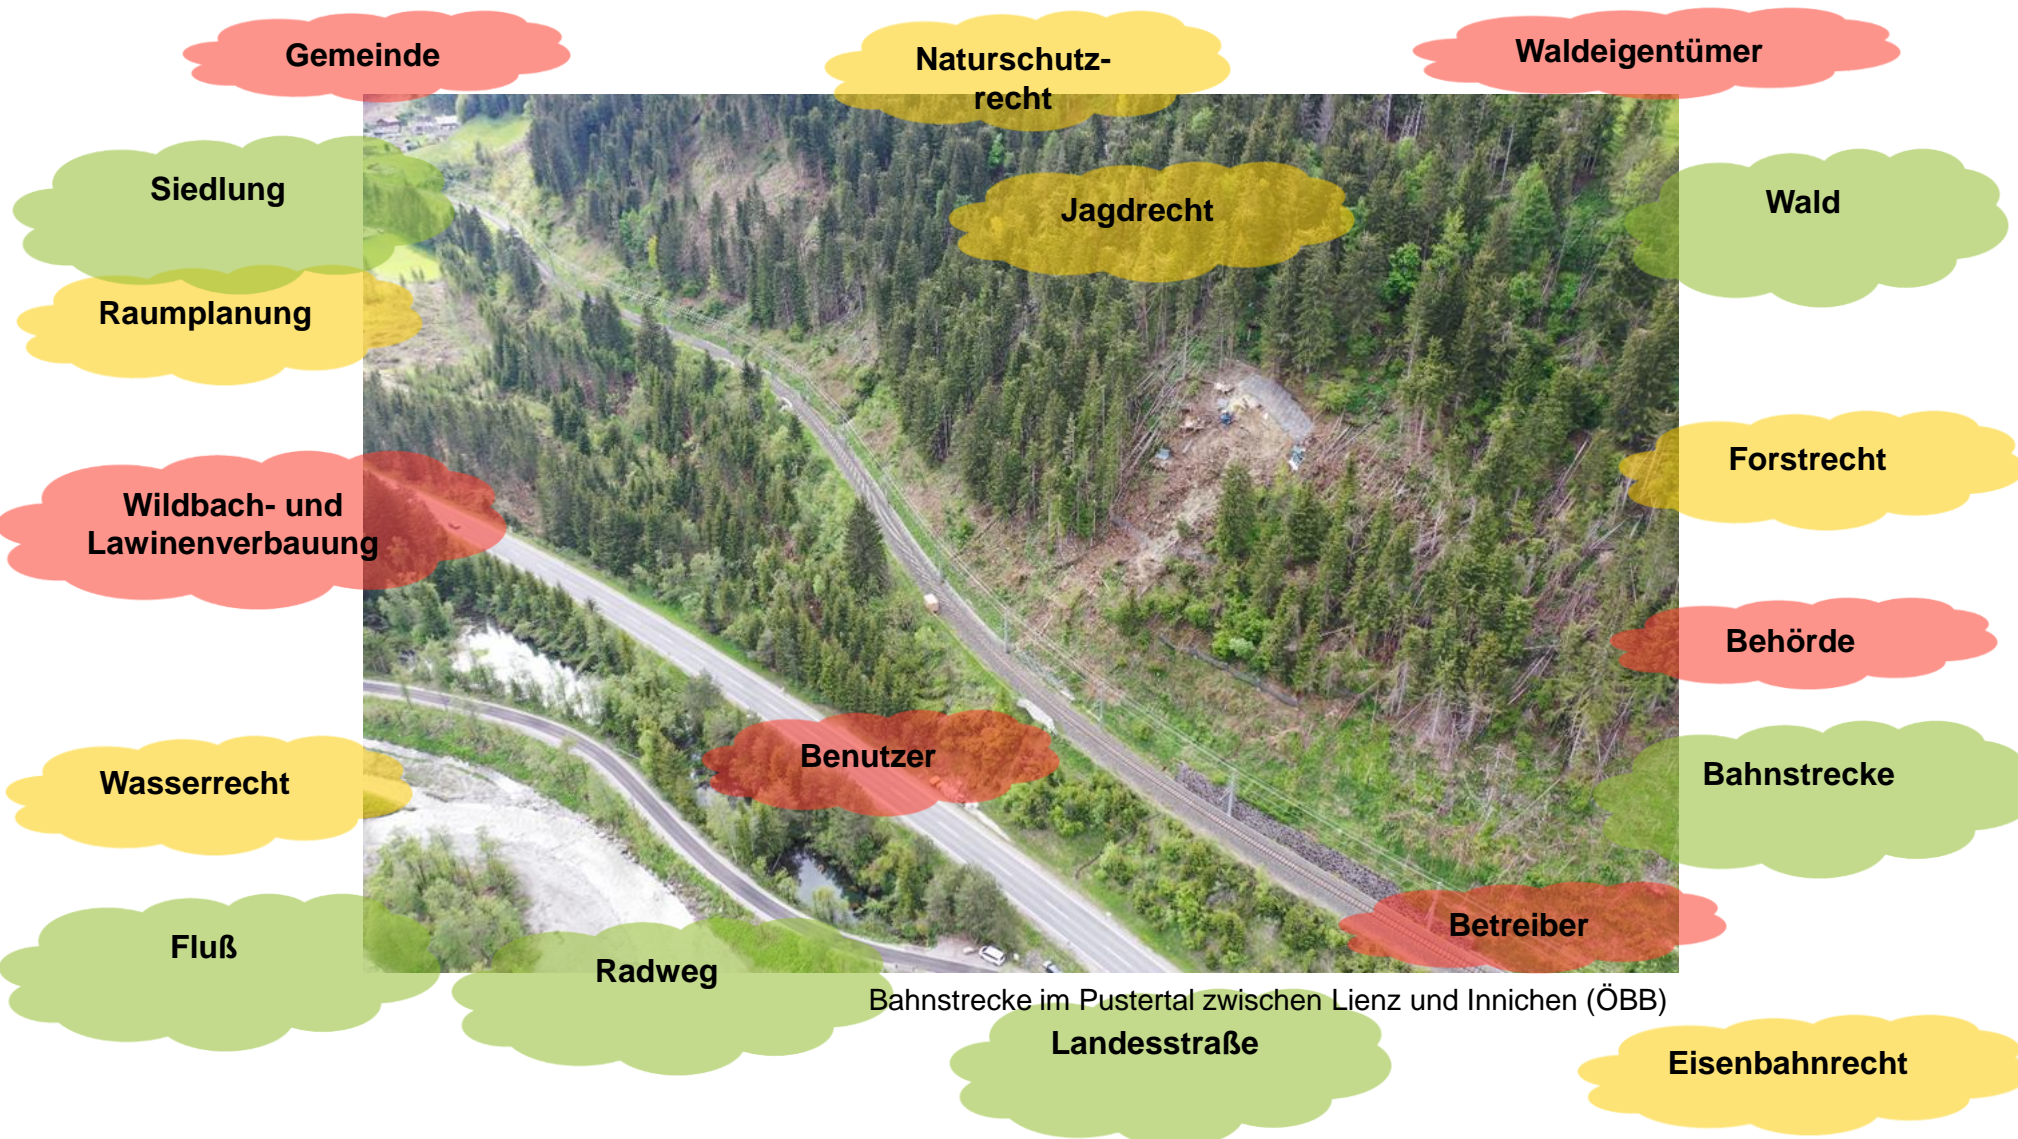 Gemeinde
Naturschutz-
recht
Waldeigentümer
Siedlung
Jagdrecht
Wald
Raumplanung
Forstrecht
Wildbach- und
Lawinenverbauung
Behörde
Benutzer
Bahnstrecke
Wasserrecht
Betreiber
Fluß
Radweg
Bahnstrecke im Pustertal zwischen Lienz und Innichen (ÖBB)
Landesstraße
Eisenbahnrecht